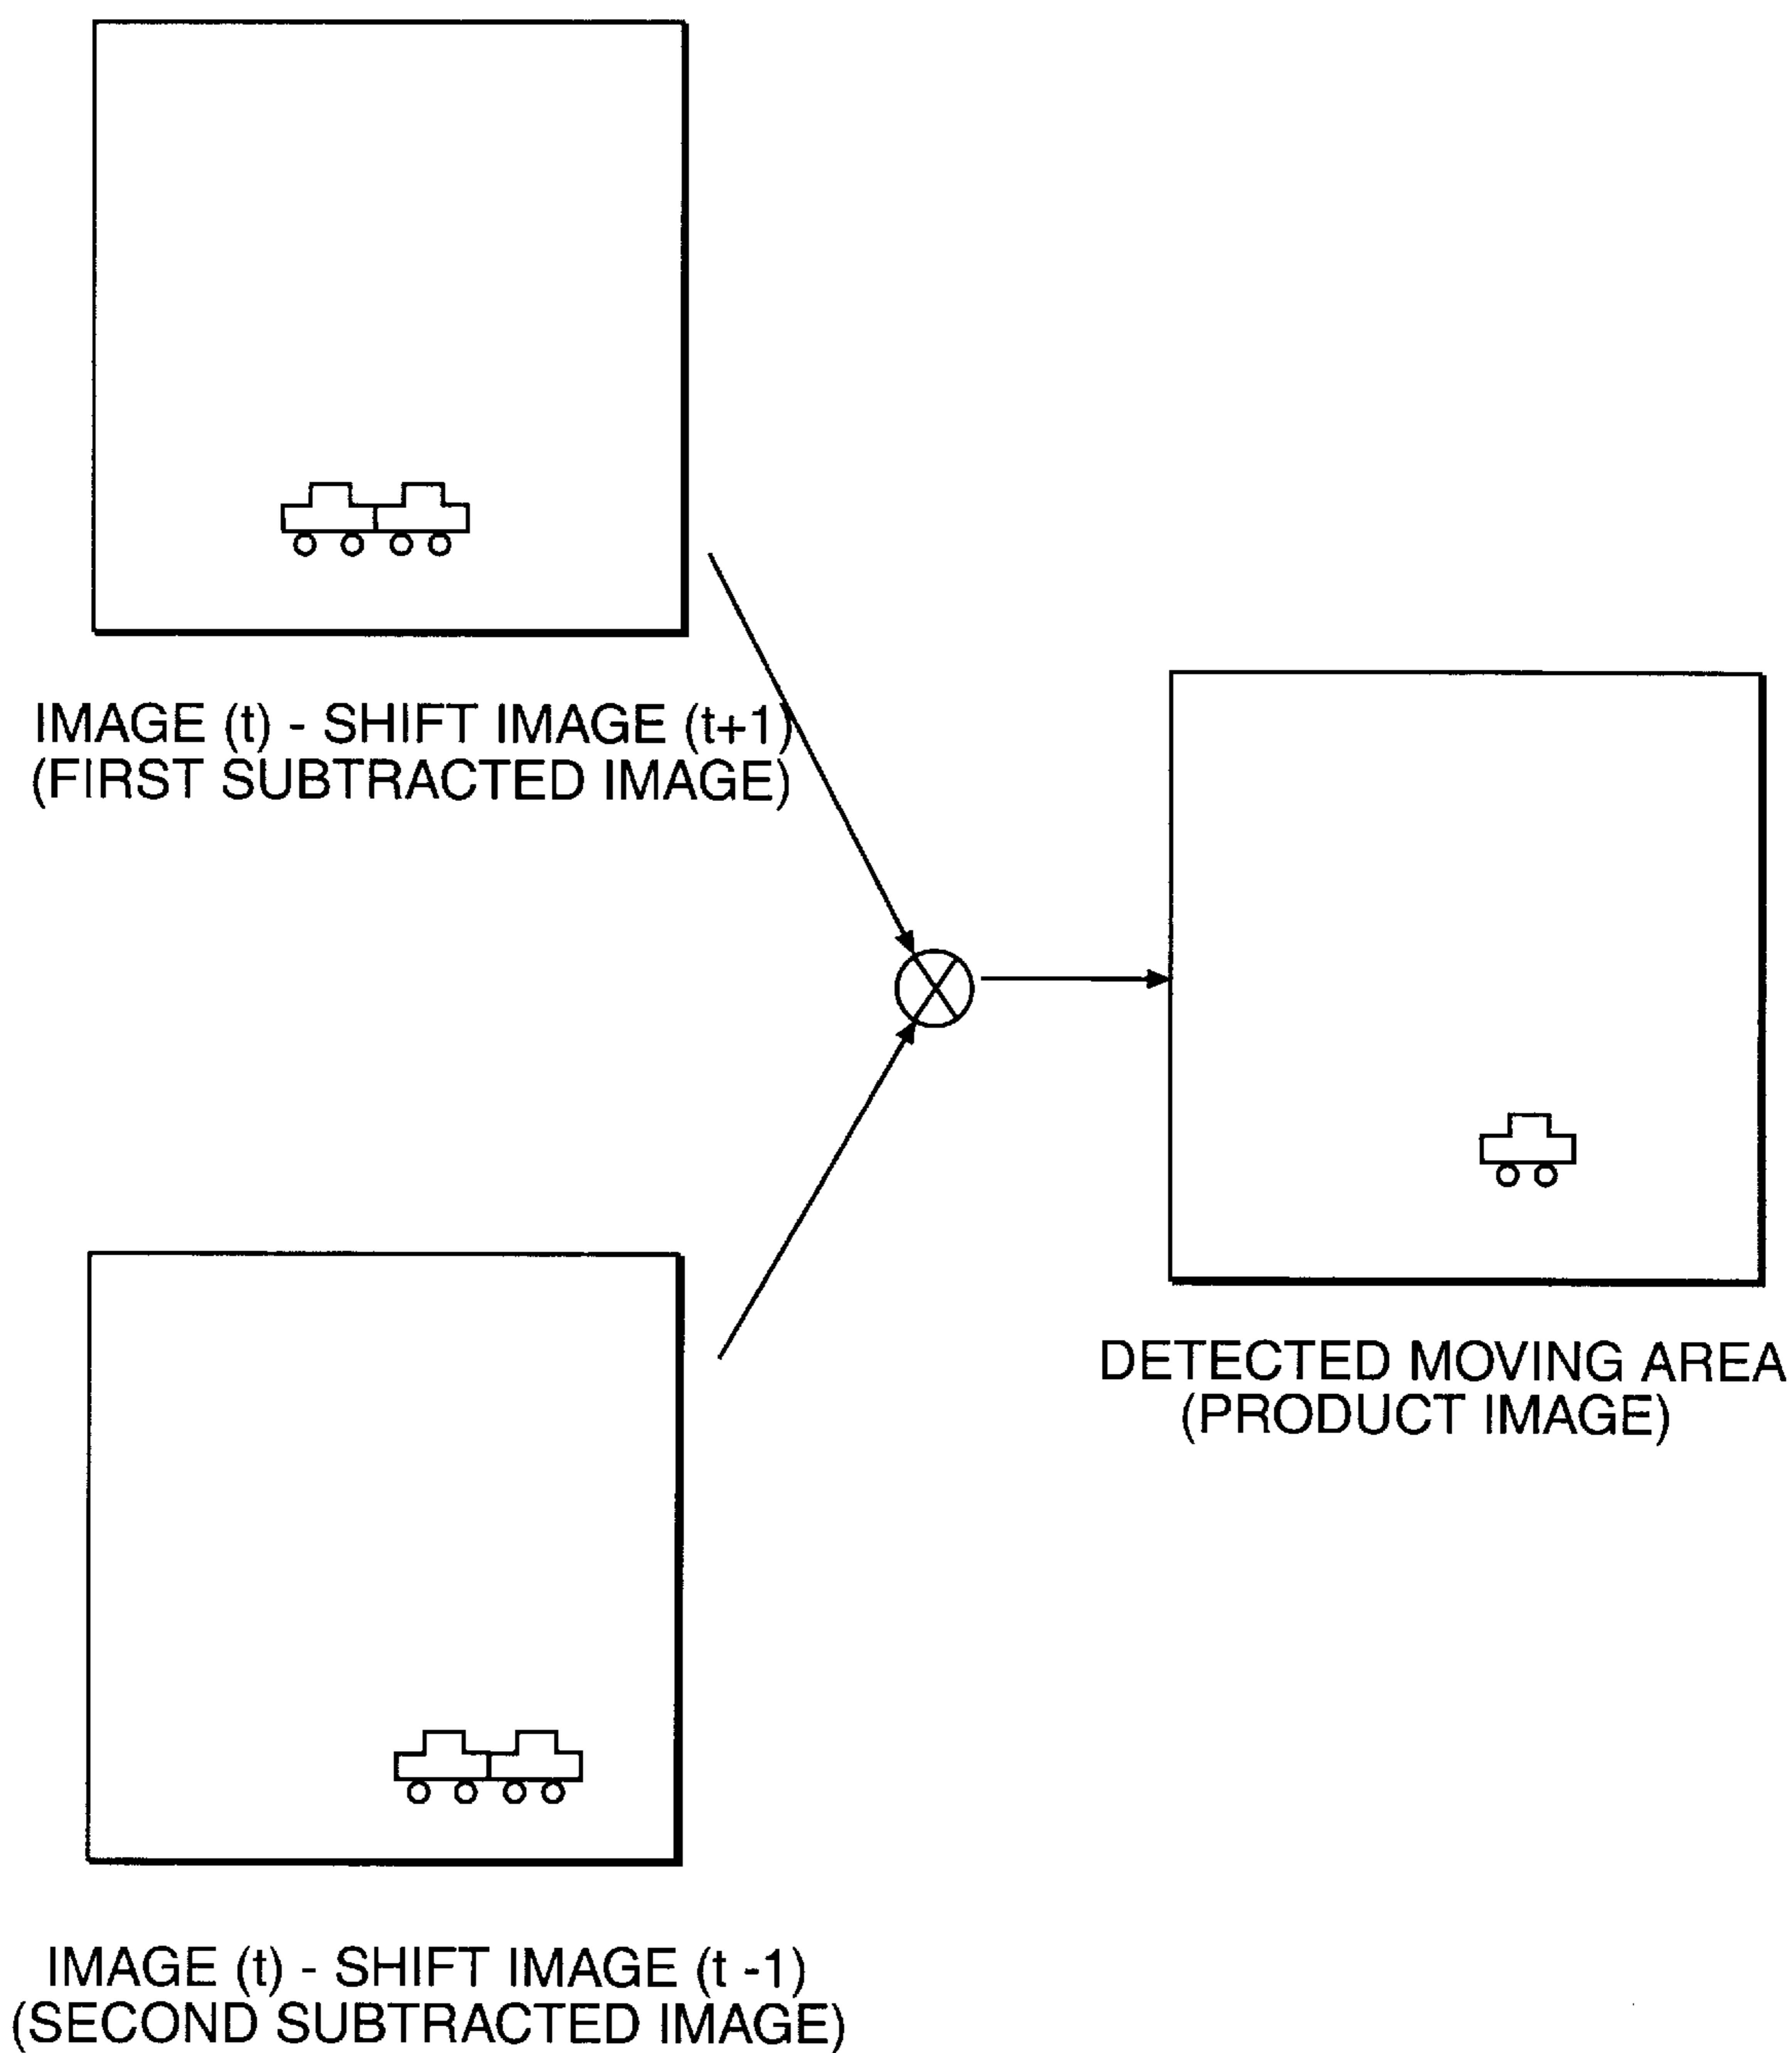 IMAGE (t) - SHIFT IMAGE (t+1)
(FIRST SUBTRACTED IMAGE)
DETECTED MOVING AREA
(PRODUCT IMAGE)
IMAGE (t) - SHIFT IMAGE (t -1)
(SECOND SUBTRACTED IMAGE)